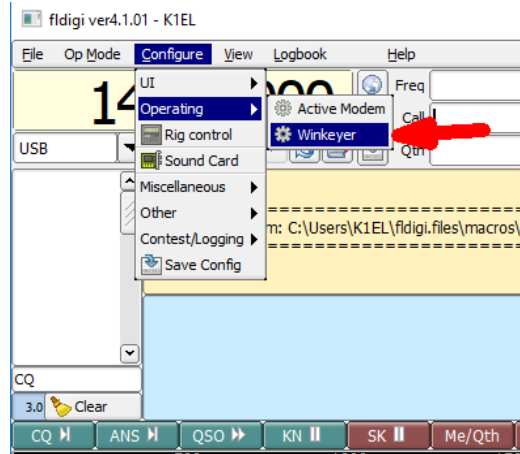 fldigi ver4.1.01 - K1EL
File Op Mode Configure View Logbook Help
14
UI
Freq
Operating
Active Modem
Call
Rig control
Winkeyer
USB
Qth
Sound Card
Miscellaneous
Other
m: C:\Users\K1EL\fldigi.files\macros\
Contest/Logging
Save Config
CQ
3.0 Clear
CQ ANS QSO KN SK Me/Qth